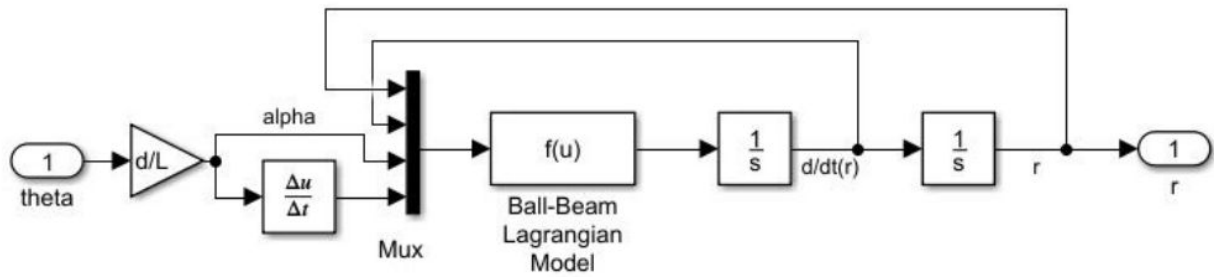 1
theta
d/L
alpha
Δu
Δt
Mux
f(u)
Ball-Beam
Lagrangian
Model
1
s
d/dt(r)
1
s
r
1
r